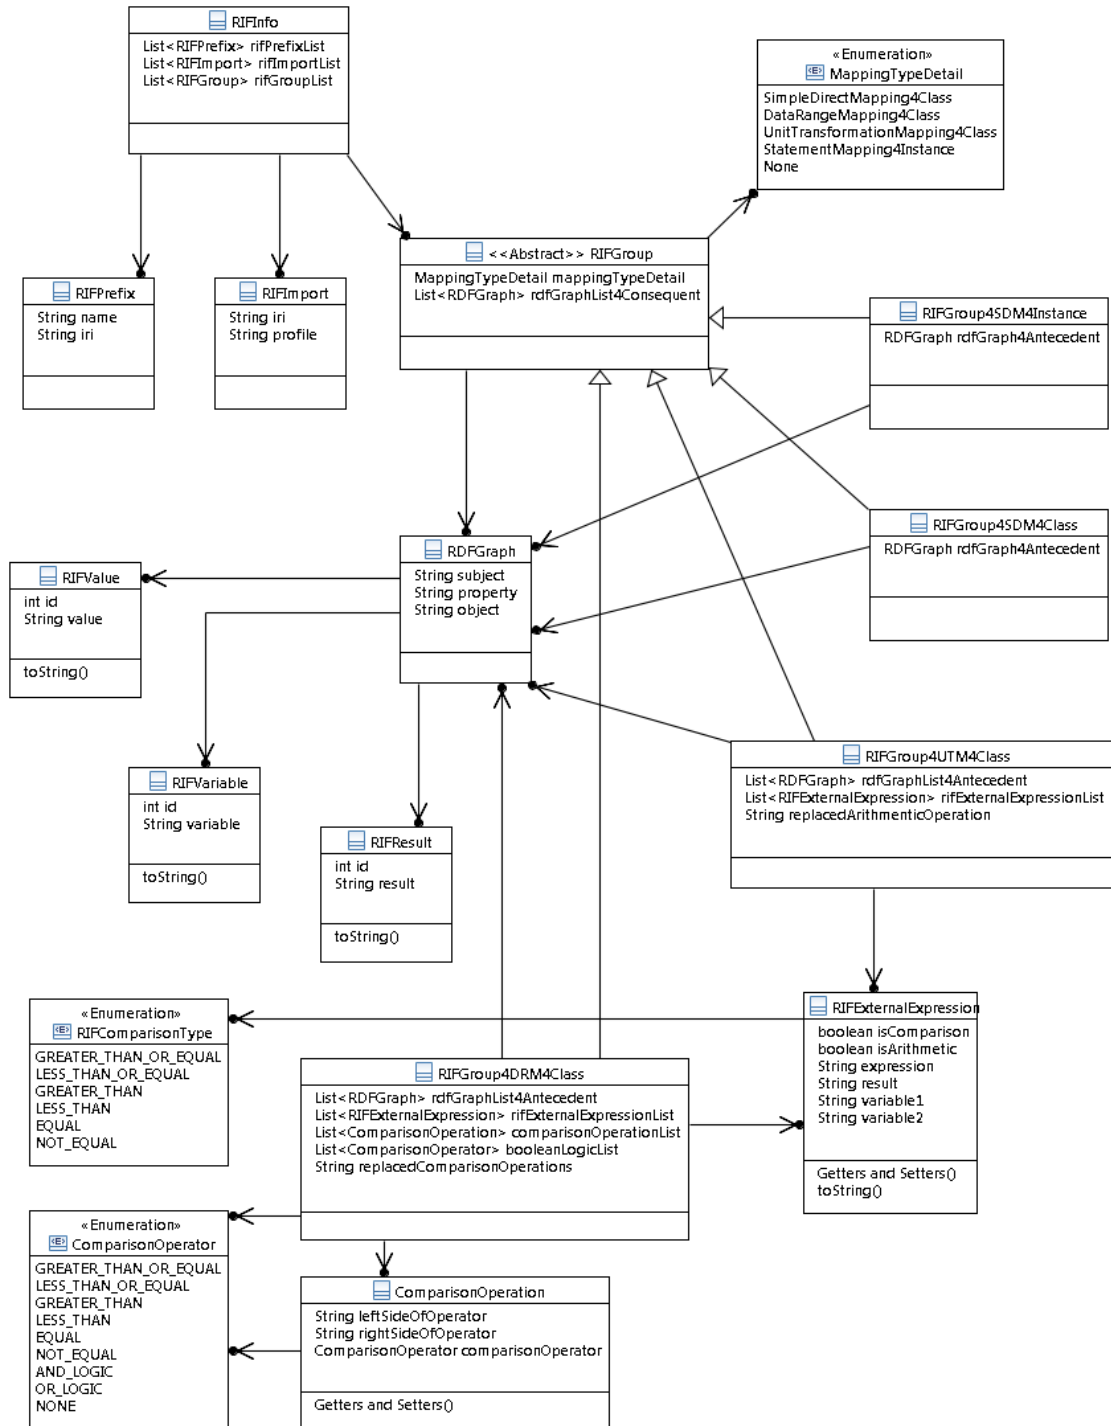 RIFInfo
List<RIFPrefix> rifPrefixList
List<RIFImport> rifImportList
List<RIFGroup> rifGroupList
«Enumeration»
MappingTypeDetail
SimpleDirectMapping4Class
DataRangeMapping4Class
UnitTransformationMapping4Class
StatementMapping4Instance
None
<<Abstract>> RIFGroup
MappingTypeDetail mappingTypeDetail
List<RDFGraph> rdfGraphList4Consequent
RIFPrefix
String name
String iri
RIFImport
String iri
String profile
RIFGroup4SDM4Instance
RDFGraph rdfGraph4Antecedent
RIFGroup4SDM4Class
RDFGraph rdfGraph4Antecedent
RDFGraph
String subject
String property
String object
RIFValue
int id
String value
toString()
RIFVariable
int id
String variable
toString()
RIFResult
int id
String result
toString()
RIFGroup4UTM4Class
List<RDFGraph> rdfGraphList4Antecedent
List<RIFExternalExpression> rifExternalExpressionList
String replacedArithmenticOperation
«Enumeration»
RIFComparisonType
GREATER_THAN_OR_EQUAL
LESS_THAN_OR_EQUAL
GREATER_THAN
LESS_THAN
EQUAL
NOT_EQUAL
RIFExternalExpression
boolean isComparison
boolean isArithmetic
String expression
String result
String variable1
String variable2
Getters and Setters()
toString()
RIFGroup4DRM4Class
List<RDFGraph> rdfGraphList4Antecedent
List<RIFExternalExpression> rifExternalExpressionList
List<ComparisonOperation> comparisonOperationList
List<ComparisonOperator> booleanLogicList
String replacedComparisonOperations
«Enumeration»
ComparisonOperator
GREATER_THAN_OR_EQUAL
LESS_THAN_OR_EQUAL
GREATER_THAN
LESS_THAN
EQUAL
NOT_EQUAL
AND_LOGIC
OR_LOGIC
NONE
ComparisonOperation
String leftSideOfOperator
String rightSideOfOperator
ComparisonOperator comparisonOperator
Getters and Setters()